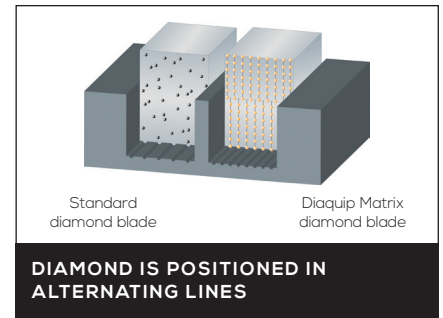 Standard
diamond blade
Diaquip Matrix
diamond blade
DIAMOND IS POSITIONED IN
ALTERNATING LINES